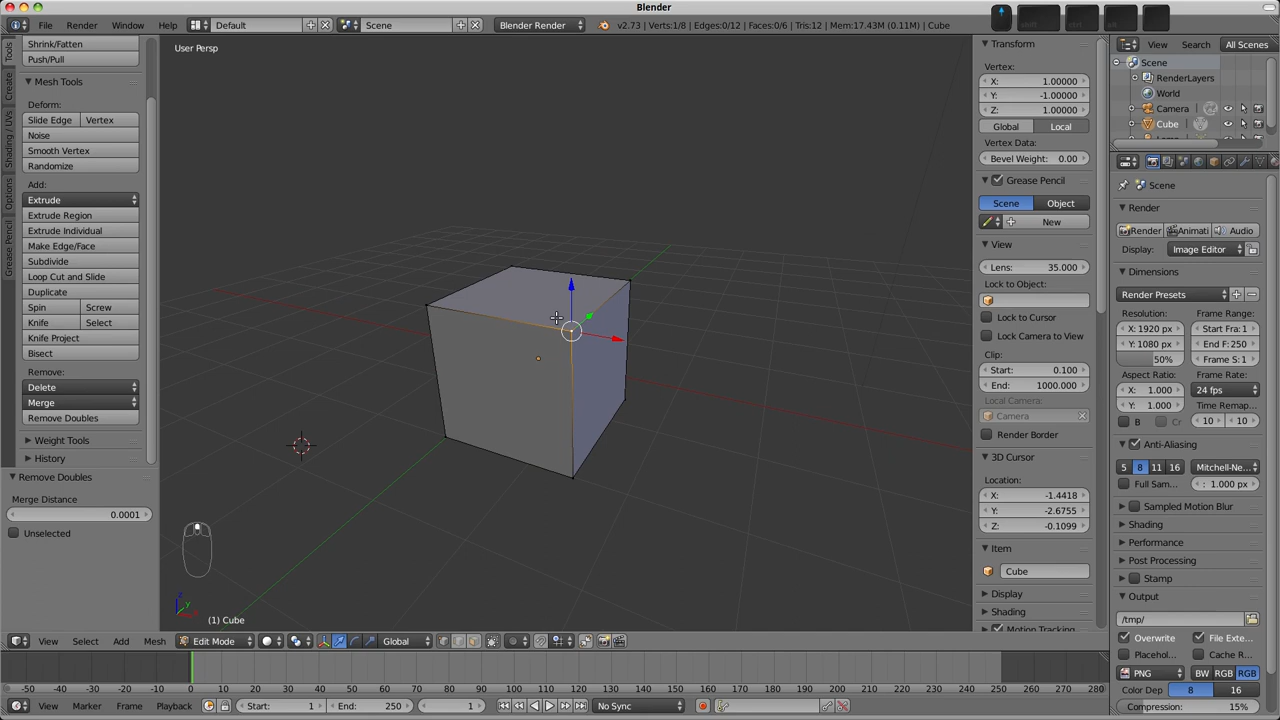 Blender
File Render Window Help Default Scene Blender Render v2.73 | Verts:1/8 | Edges:0/12 | Faces:0/6 | Tris:12 | Mem:17.43M (0.11M) | Cube
shift ctrl alt
Tools
Create
Shading / UVs
Options
Grease Pencil
Shrink/Fatten
Push/Pull
Mesh Tools
Deform:
Slide Edge Vertex
Noise
Smooth Vertex
Randomize
Add:
Extrude
Extrude Region
Extrude Individual
Make Edge/Face
Subdivide
Loop Cut and Slide
Duplicate
Spin Screw
Knife Select
Knife Project
Bisect
Remove:
Delete
Merge
Remove Doubles
Weight Tools
History
Remove Doubles
Merge Distance
0.0001
Unselected
User Persp
(1) Cube
View Select Add Mesh Edit Mode Global
Transform
Vertex:
X: 1.00000
Y: -1.00000
Z: 1.00000
Global Local
Vertex Data:
Bevel Weight: 0.00
Grease Pencil
Scene Object
New
View
Lens: 35.000
Lock to Object:
Lock to Cursor
Lock Camera to View
Clip:
Start: 0.100
End: 1000.000
Local Camera:
Camera
Render Border
3D Cursor
Location:
X: -1.4418
Y: -2.6755
Z: -0.1099
Item
Cube
Display
Shading
Motion Tracking
View Search All Scenes
Scene
RenderLayers
World
Camera
Cube
Scene
Render
Render Animati Audio
Display: Image Editor
Dimensions
Render Presets
Resolution: Frame Range:
X: 1920 px Start Fra: 1
Y: 1080 px End F: 250
50% Frame S: 1
Aspect Ratio: Frame Rate:
X: 1.000 24 fps
Y: 1.000 Time Remap...
B Cr 10 10
Anti-Aliasing
5 8 11 16 Mitchell-Ne...
Full Sam... : 1.000 px
Sampled Motion Blur
Shading
Performance
Post Processing
Stamp
Output
/tmp/
Overwrite File Exte...
Placehol... Cache R...
PNG BW RGB RGB
Color Dep 8 16
Compression: 15%
-50 -40 -30 -20 -10 0 10 20 30 40 50 60 70 80 90 100 110 120 130 140 150 160 170 180 190 200 210 220 230 240 250 260 270 280
View Marker Frame Playback Start: 1 End: 250 1 No Sync